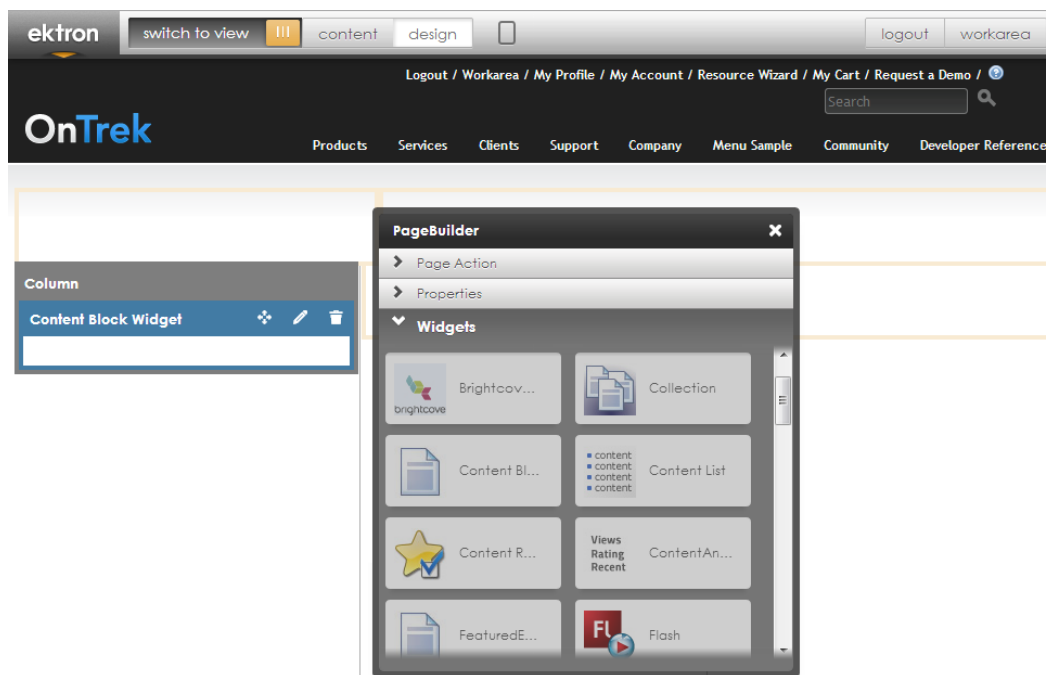 ektron switch to view content design logout workarea
Logout / Workarea / My Profile / My Account / Resource Wizard / My Cart / Request a Demo / ?
Search
OnTrek
Products Services Clients Support Company Menu Sample Community Developer Reference
PageBuilder
Page Action
Column
Properties
Content Block Widget
Widgets
brightcove
Brightcov...
Collection
Content Bl...
content
content
content
content
Content List
Content R...
Views
Rating
Recent
ContentAn...
FeaturedE...
FL
Flash